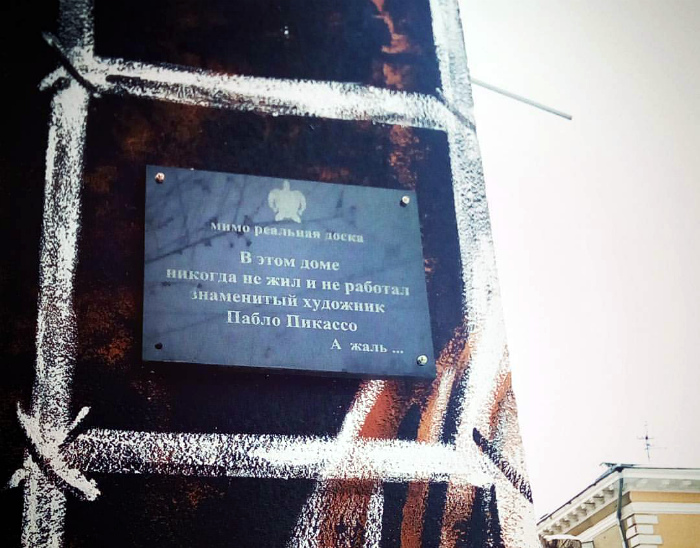 мимо реальная доска
В этом доме
никогда не жил и не работал
знаменитый художник
Пабло Пикассо
А жаль ...